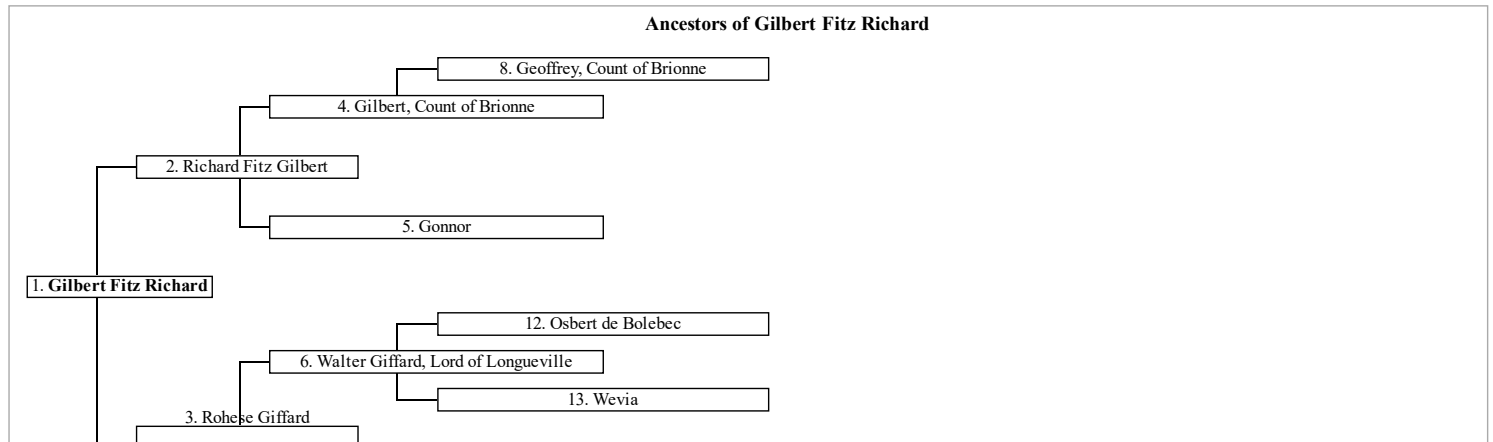 Ancestors of Gilbert Fitz Richard
8. Geoffrey, Count of Brionne
4. Gilbert, Count of Brionne
2. Richard Fitz Gilbert
5. Gonnor
1. Gilbert Fitz Richard
12. Osbert de Bolebec
6. Walter Giffard, Lord of Longueville
13. Wevia
3. Rohese Giffard